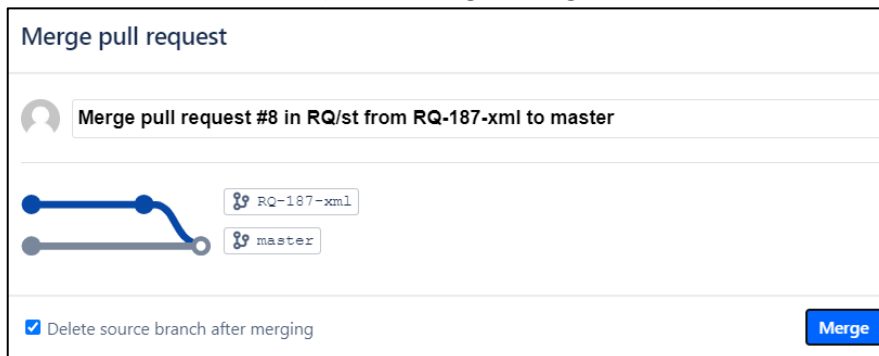 Merge pull request
Merge pull request #8 in RQ/st from RQ-187-xml to master
RQ-187-xml
master
Delete source branch after merging
Merge